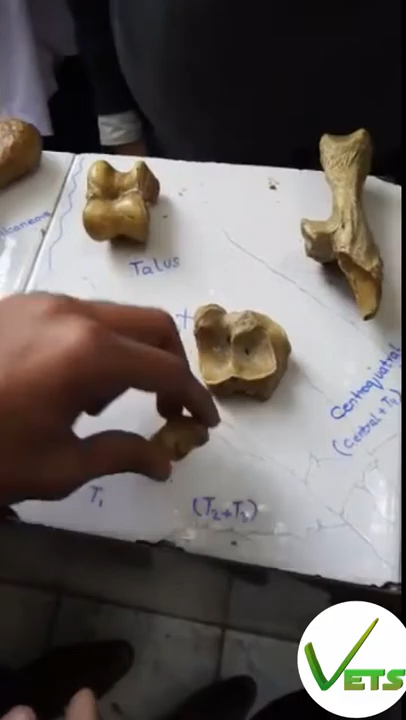 Talus
Centroquatral
(Central + T4)
T1
(T2+T3)
VETS